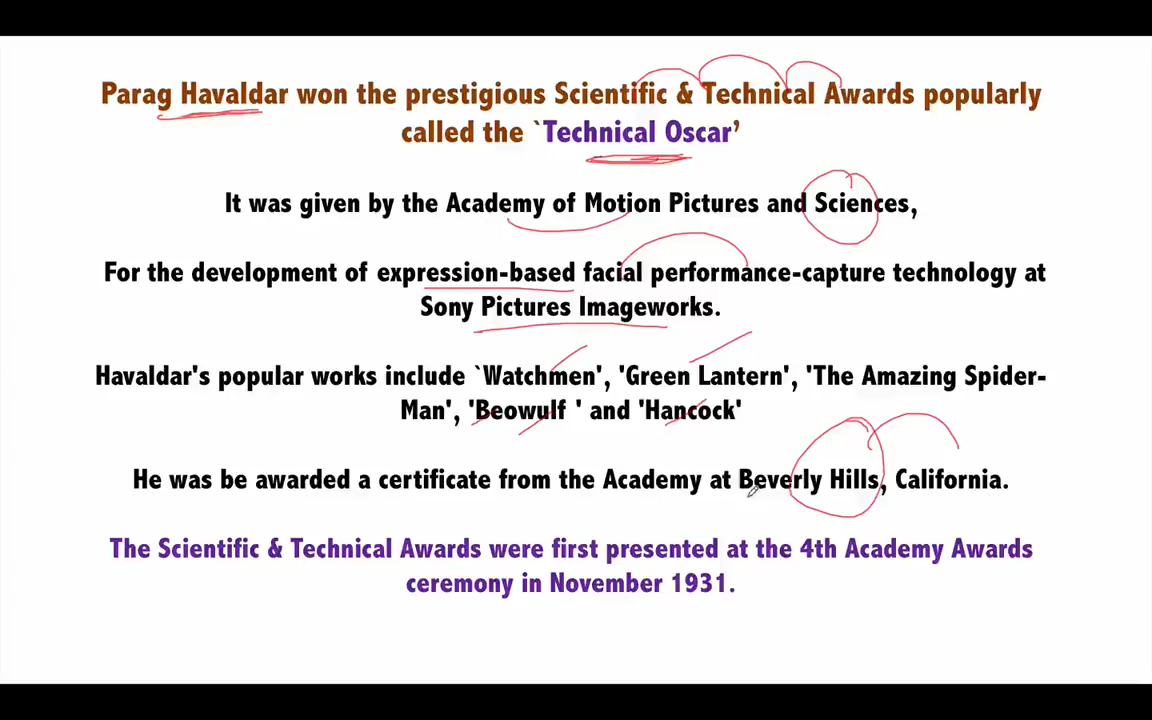 Parag Havaldar won the prestigious Scientific & Technical Awards popularly
called the `Technical Oscar’
It was given by the Academy of Motion Pictures and Sciences,
For the development of expression-based facial performance-capture technology at
Sony Pictures Imageworks.
Havaldar's popular works include `Watchmen', 'Green Lantern', 'The Amazing Spider-
Man', 'Beowulf ' and 'Hancock'
He was be awarded a certificate from the Academy at Beverly Hills, California.
The Scientific & Technical Awards were first presented at the 4th Academy Awards
ceremony in November 1931.